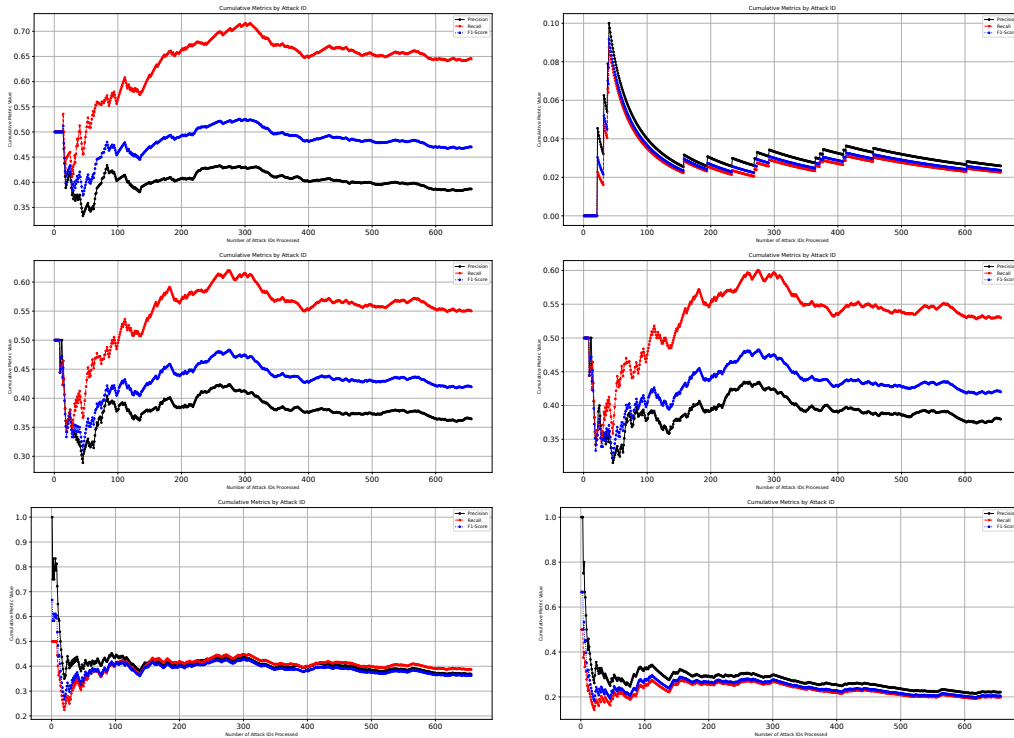 Cumulative Metrics by Attack ID
Precision
Recall
F1-Score
Cumulative Metric Value
0.70
0.65
0.60
0.55
0.50
0.45
0.40
0.35
0 100 200 300 400 500 600
Number of Attack IDs Processed
Cumulative Metrics by Attack ID
Precision
Recall
F1-Score
Cumulative Metric Value
0.10
0.08
0.06
0.04
0.02
0.00
0 100 200 300 400 500 600
Number of Attack IDs Processed
Cumulative Metrics by Attack ID
Precision
Recall
F1-Score
Cumulative Metric Value
0.60
0.55
0.50
0.45
0.40
0.35
0.30
0 100 200 300 400 500 600
Number of Attack IDs Processed
Cumulative Metrics by Attack ID
Precision
Recall
F1-Score
Cumulative Metric Value
0.60
0.55
0.50
0.45
0.40
0.35
0 100 200 300 400 500 600
Number of Attack IDs Processed
Cumulative Metrics by Attack ID
Precision
Recall
F1-Score
Cumulative Metric Value
1.0
0.9
0.8
0.7
0.6
0.5
0.4
0.3
0.2
0 100 200 300 400 500 600
Number of Attack IDs Processed
Cumulative Metrics by Attack ID
Precision
Recall
F1-Score
Cumulative Metric Value
1.0
0.8
0.6
0.4
0.2
0 100 200 300 400 500 600
Number of Attack IDs Processed